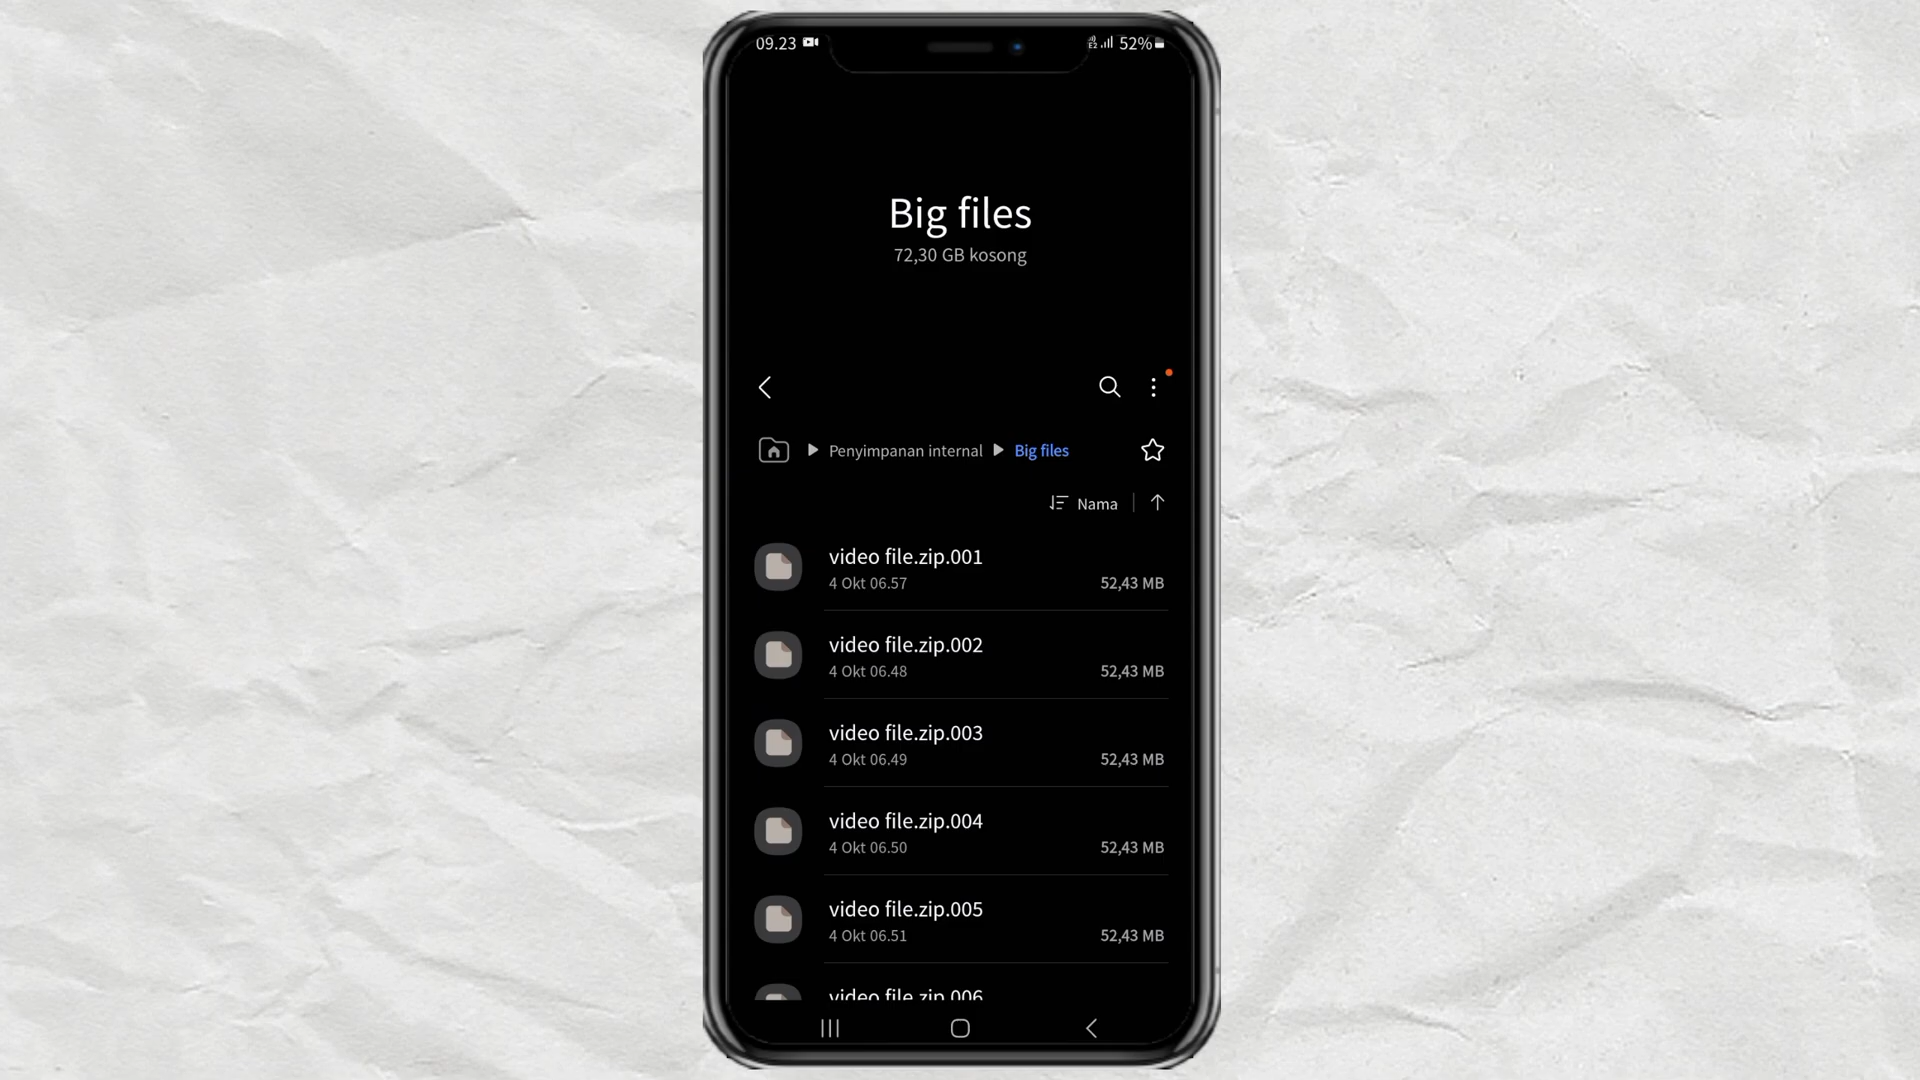 09.23 52%
Big files
72,30 GB kosong
Penyimpanan internal Big files
Nama
video file.zip.001
4 Okt 06.57 52,43 MB
video file.zip.002
4 Okt 06.48 52,43 MB
video file.zip.003
4 Okt 06.49 52,43 MB
video file.zip.004
4 Okt 06.50 52,43 MB
video file.zip.005
4 Okt 06.51 52,43 MB
video file.zip.006